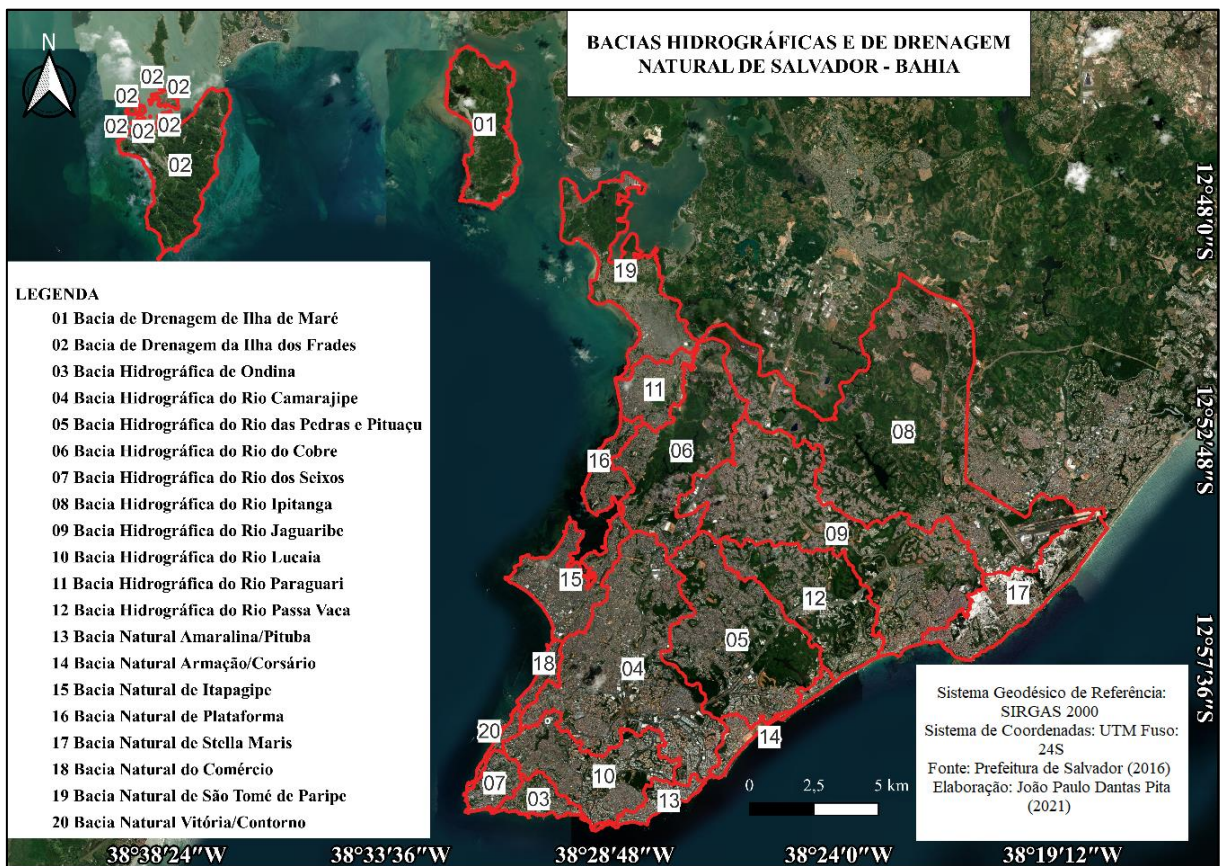 BACIAS HIDROGRÁFICAS E DE DRENAGEM
NATURAL DE SALVADOR - BAHIA
N
02
02
02
02
02
02
02
01
19
11
08
16
06
09
15
12
17
05
18
04
20
14
10
07
03
13
12°48'0"S
12°52'48"S
12°57'36"S
LEGENDA
01 Bacia de Drenagem de Ilha de Maré
02 Bacia de Drenagem da Ilha dos Frades
03 Bacia Hidrográfica de Ondina
04 Bacia Hidrográfica do Rio Camarajipe
05 Bacia Hidrográfica do Rio das Pedras e Pituaçu
06 Bacia Hidrográfica do Rio do Cobre
07 Bacia Hidrográfica do Rio dos Seixos
08 Bacia Hidrográfica do Rio Ipitanga
09 Bacia Hidrográfica do Rio Jaguaribe
10 Bacia Hidrográfica do Rio Lucaia
11 Bacia Hidrográfica do Rio Paraguari
12 Bacia Hidrográfica do Rio Passa Vaca
13 Bacia Natural Amaralina/Pituba
14 Bacia Natural Armação/Corsário
15 Bacia Natural de Itapagipe
16 Bacia Natural de Plataforma
17 Bacia Natural de Stella Maris
18 Bacia Natural do Comércio
19 Bacia Natural de São Tomé de Paripe
20 Bacia Natural Vitória/Contorno
0 2,5 5 km
Sistema Geodésico de Referência:
SIRGAS 2000
Sistema de Coordenadas: UTM Fuso:
24S
Fonte: Prefeitura de Salvador (2016)
Elaboração: João Paulo Dantas Pita
(2021)
38°38'24"W 38°33'36"W 38°28'48"W 38°24'0"W 38°19'12"W